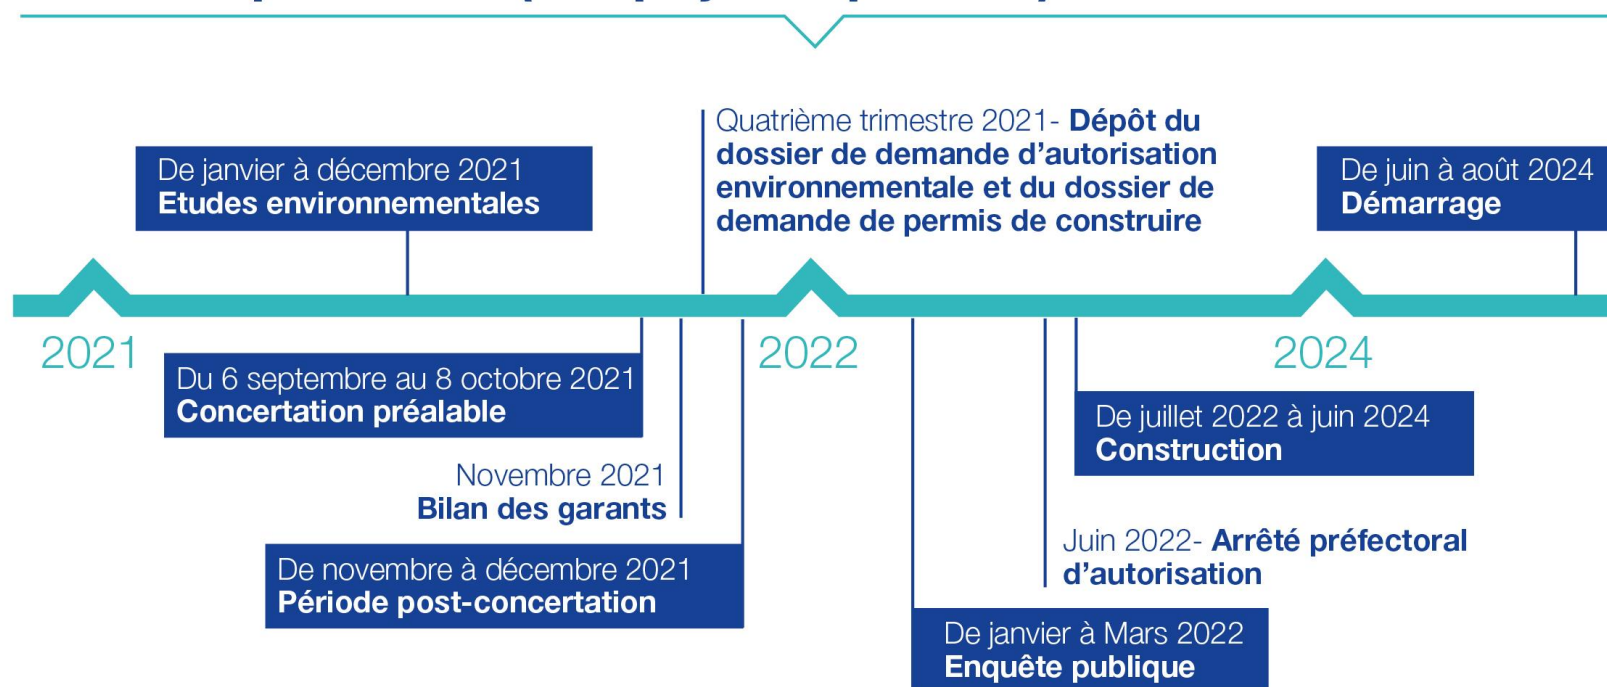 De janvier à décembre 2021
Etudes environnementales
Quatrième trimestre 2021- Dépôt du
dossier de demande d’autorisation
environnementale et du dossier de
demande de permis de construire
De juin à août 2024
Démarrage
2021
2022
2024
Du 6 septembre au 8 octobre 2021
Concertation préalable
Novembre 2021
Bilan des garants
De novembre à décembre 2021
Période post-concertation
De juillet 2022 à juin 2024
Construction
Juin 2022- Arrêté préfectoral
d’autorisation
De janvier à Mars 2022
Enquête publique